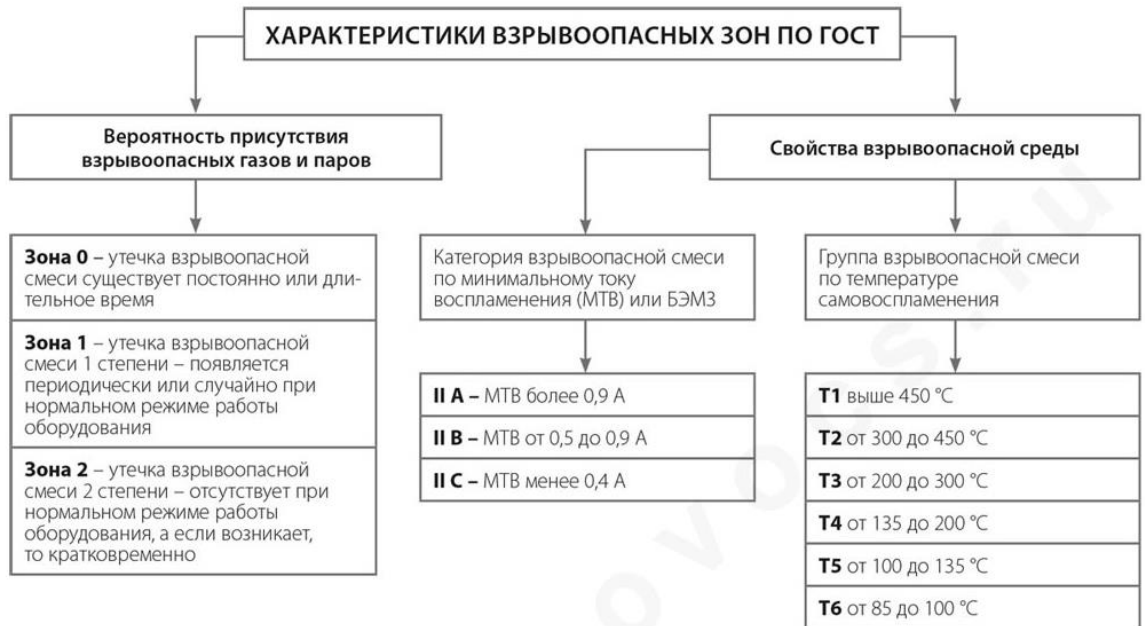 ХАРАКТЕРИСТИКИ ВЗРЫВООПАСНЫХ ЗОН ПО ГОСТ
Вероятность присутствия
взрывоопасных газов и паров
Зона 0 – утечка взрывоопасной
смеси существует постоянно или дли-
тельное время
Зона 1 – утечка взрывоопасной
смеси 1 степени – появляется
периодически или случайно при
нормальном режиме работы
оборудования
Зона 2 – утечка взрывоопасной
смеси 2 степени – отсутствует при
нормальном режиме работы
оборудования, а если возникает,
то кратковременно
Свойства взрывоопасной среды
Категория взрывоопасной смеси
по минимальному току
воспламенения (МТВ) или БЭМЗ
II A – МТВ более 0,9 А
II B – МТВ от 0,5 до 0,9 А
II C – МТВ менее 0,4 А
Группа взрывоопасной смеси
по температуре
самовоспламенения
T1 выше 450 °C
T2 от 300 до 450 °C
T3 от 200 до 300 °C
T4 от 135 до 200 °C
T5 от 100 до 135 °C
T6 от 85 до 100 °C